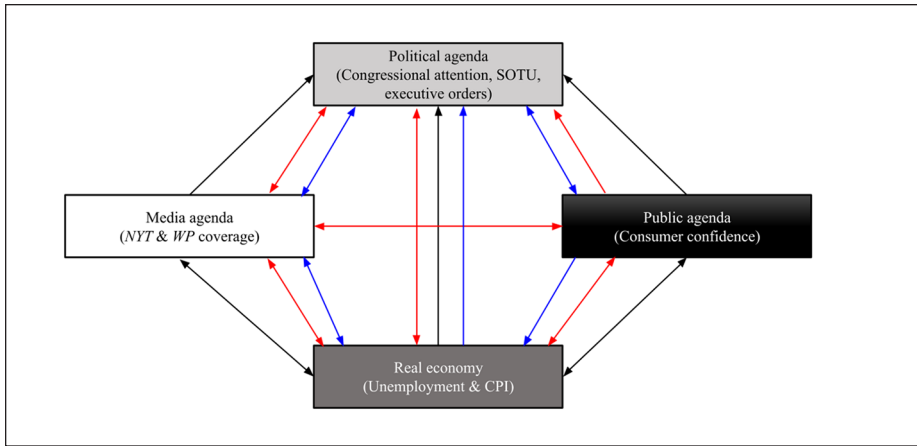 Political agenda
(Congressional attention, SOTU,
executive orders)
Media agenda
(NYT & WP coverage)
Public agenda
(Consumer confidence)
Real economy
(Unemployment & CPI)